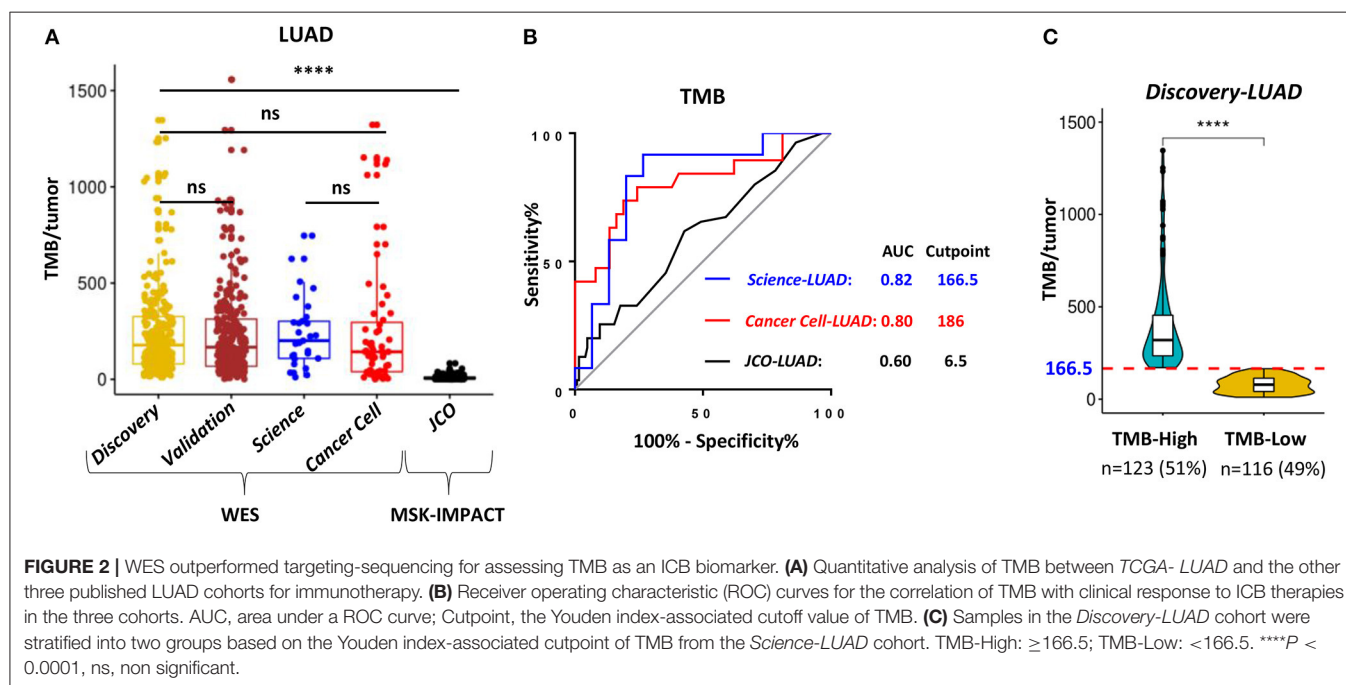 A
LUAD
****
ns
ns
ns
TMB/tumor
1500
1000
500
0
Discovery
Validation
Science
Cancer Cell
JCO
WES
MSK-IMPACT
B
TMB
Sensitivity%
100
50
0
0
50
100
100% - Specificity%
AUC Cutpoint
Science-LUAD: 0.82 166.5
Cancer Cell-LUAD: 0.80 186
JCO-LUAD: 0.60 6.5
C
Discovery-LUAD
****
TMB/tumor
1500
1000
500
166.5
0
TMB-High TMB-Low
n=123 (51%) n=116 (49%)
FIGURE 2 | WES outperformed targeting-sequencing for assessing TMB as an ICB biomarker. (A) Quantitative analysis of TMB between TCGA- LUAD and the other
three published LUAD cohorts for immunotherapy. (B) Receiver operating characteristic (ROC) curves for the correlation of TMB with clinical response to ICB therapies
in the three cohorts. AUC, area under a ROC curve; Cutpoint, the Youden index-associated cutoff value of TMB. (C) Samples in the Discovery-LUAD cohort were
stratified into two groups based on the Youden index-associated cutpoint of TMB from the Science-LUAD cohort. TMB-High: ≥166.5; TMB-Low: <166.5. ****P <
0.0001, ns, non significant.